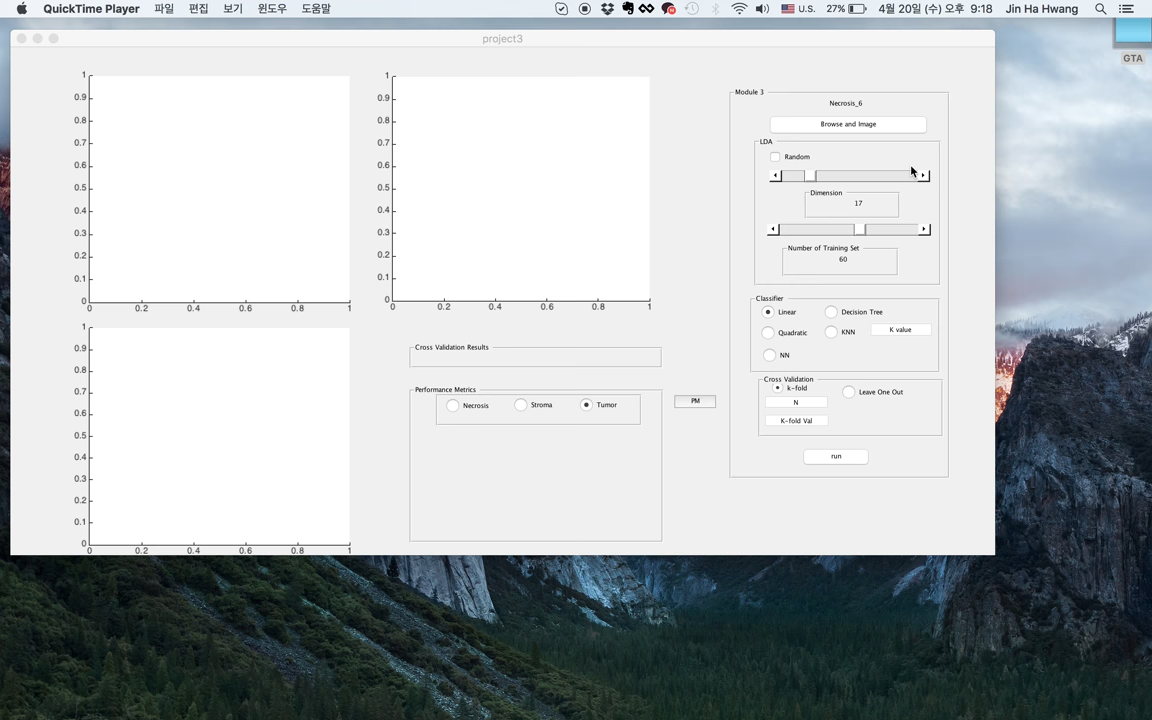 QuickTime Player 파일 편집 보기 윈도우 도움말 U.S. 27% 4월 20일 (수) 오후 9:18 Jin Ha Hwang
GTA
project3
1
0.9
0.8
0.7
0.6
0.5
0.4
0.3
0.2
0.1
0
0 0.2 0.4 0.6 0.8 1
1
0.9
0.8
0.7
0.6
0.5
0.4
0.3
0.2
0.1
0
0 0.2 0.4 0.6 0.8 1
1
0.9
0.8
0.7
0.6
0.5
0.4
0.3
0.2
0.1
0
0 0.2 0.4 0.6 0.8 1
Cross Validation Results
Performance Metrics
Necrosis Stroma Tumor
PM
Module 3
Necrosis_6
Browse and Image
LDA
Random
Dimension
17
Number of Training Set
60
Classifier
Linear Decision Tree
Quadratic KNN K value
NN
Cross Validation
k-fold Leave One Out
N
K-fold Val
run